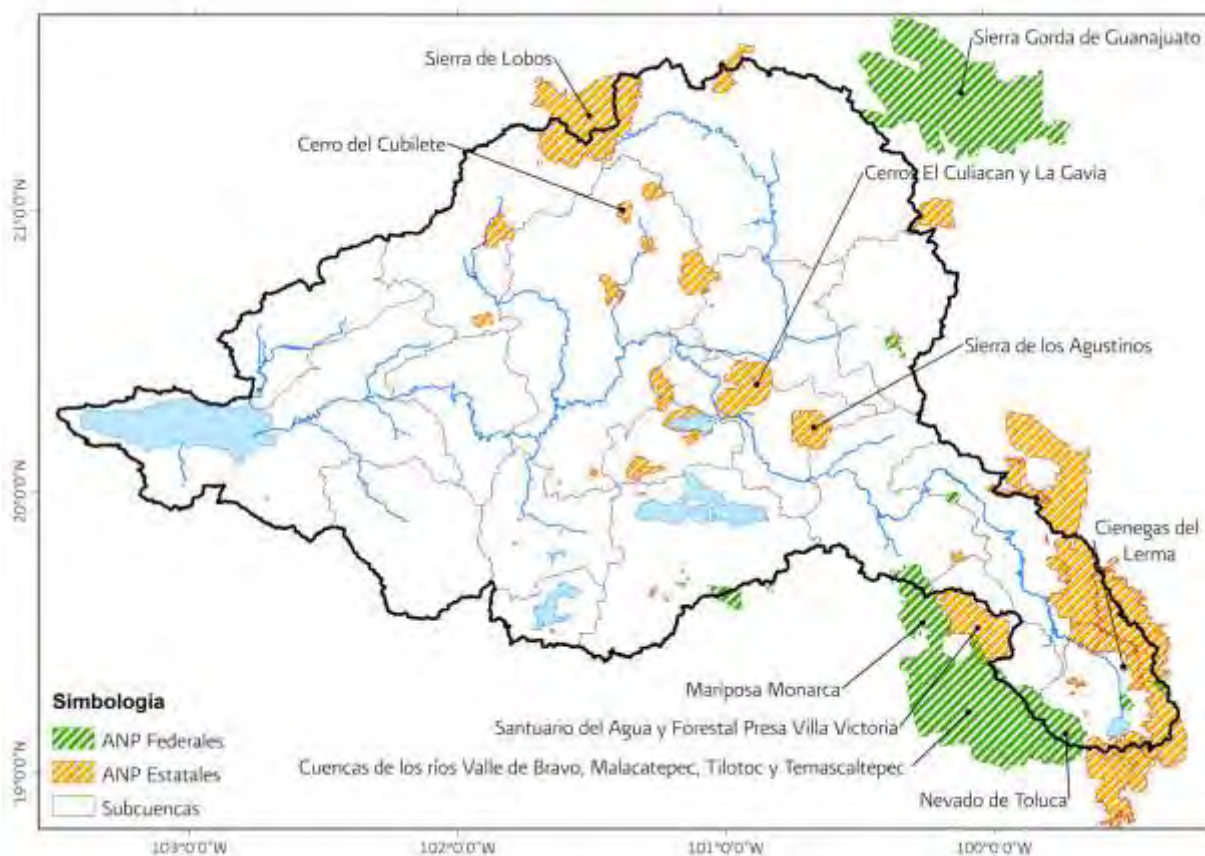 Sierra Gorda de Guanajuato
Sierra de Lobos
Cerro del Cubilete
Cerros El Culiacan y La Gavia
21°0'0"N
Sierra de los Agustinos
20°0'0"N
Cienegas del
Lerma
Mariposa Monarca
Santuario del Agua y Forestal Presa Villa Victoria
Cuencas de los ríos Valle de Bravo, Malacatepec, Tilotoc y Temascaltepec
Nevado de Toluca
19°0'0"N
Simbología
ANP Federales
ANP Estatales
Subcuencas
103°0'0"W
102°0'0"W
101°0'0"W
100°0'0"W